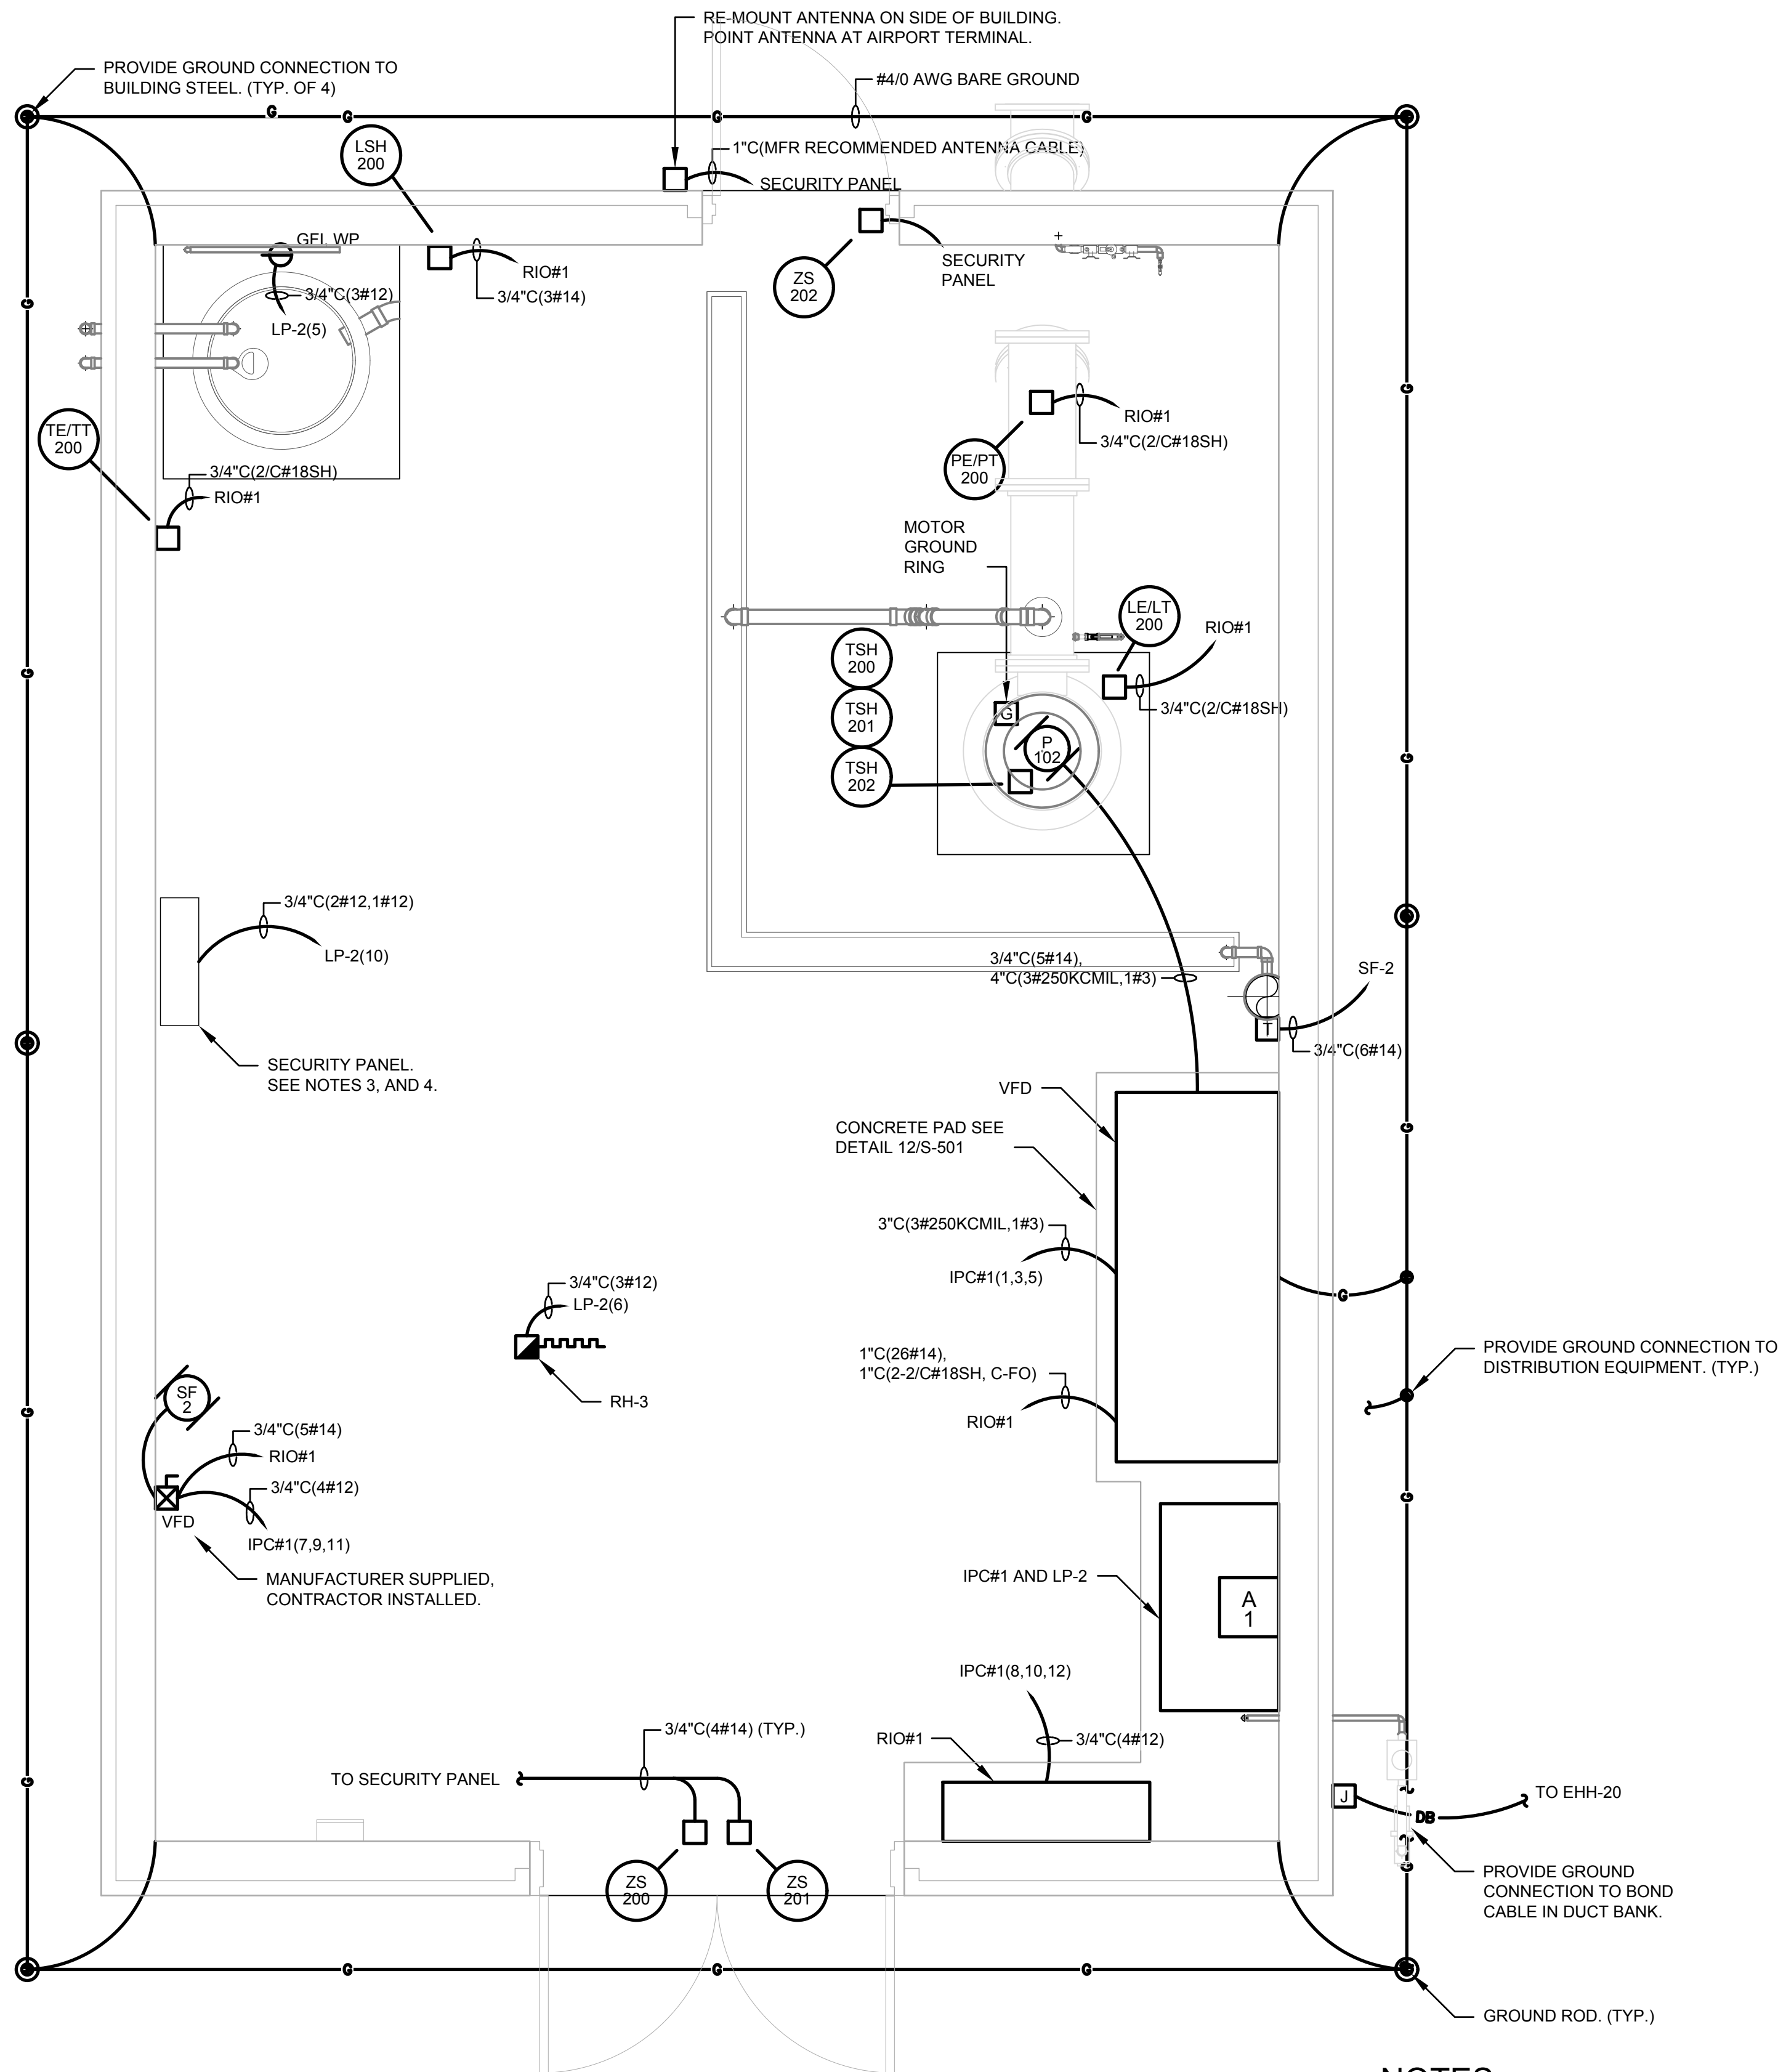 RE-MOUNT ANTENNA ON SIDE OF BUILDING.
POINT ANTENNA AT AIRPORT TERMINAL.
PROVIDE GROUND CONNECTION TO
BUILDING STEEL. (TYP. OF 4)
#4/0 AWG BARE GROUND
G
G
G
G
LSH
200
1"C(MFR RECOMMENDED ANTENNA CABLE)
SECURITY PANEL
GFI, WP
RIO#1
3/4"C(3#14)
ZS
202
SECURITY
PANEL
3/4"C(3#12)
LP-2(5)
G
G
TE/TT
200
3/4"C(2/C#18SH)
RIO#1
RIO#1
3/4"C(2/C#18SH)
PE/PT
200
MOTOR
GROUND
RING
LE/LT
200
RIO#1
TSH
200
TSH
201
TSH
202
G
G
3/4"C(2/C#18SH)
P
102
G
3/4"C(2#12,1#12)
LP-2(10)
3/4"C(5#14),
4"C(3#250KCMIL,1#3)
SF-2
T
3/4"C(6#14)
SECURITY PANEL.
SEE NOTES 3, AND 4.
VFD
G
CONCRETE PAD SEE
DETAIL 12/S-501
3"C(3#250KCMIL,1#3)
IPC#1(1,3,5)
3/4"C(3#12)
LP-2(6)
G
PROVIDE GROUND CONNECTION TO
DISTRIBUTION EQUIPMENT. (TYP.)
1"C(26#14),
1"C(2-2/C#18SH, C-FO)
RIO#1
RH-3
SF
2
G
3/4"C(5#14)
RIO#1
3/4"C(4#12)
VFD
IPC#1(7,9,11)
G
MANUFACTURER SUPPLIED,
CONTRACTOR INSTALLED.
IPC#1 AND LP-2
A
1
IPC#1(8,10,12)
3/4"C(4#14) (TYP.)
RIO#1
3/4"C(4#12)
TO SECURITY PANEL
G
J
TO EHH-20
DB
G
PROVIDE GROUND
CONNECTION TO BOND
CABLE IN DUCT BANK.
ZS
200
ZS
201
G
G
G
GROUND ROD. (TYP.)